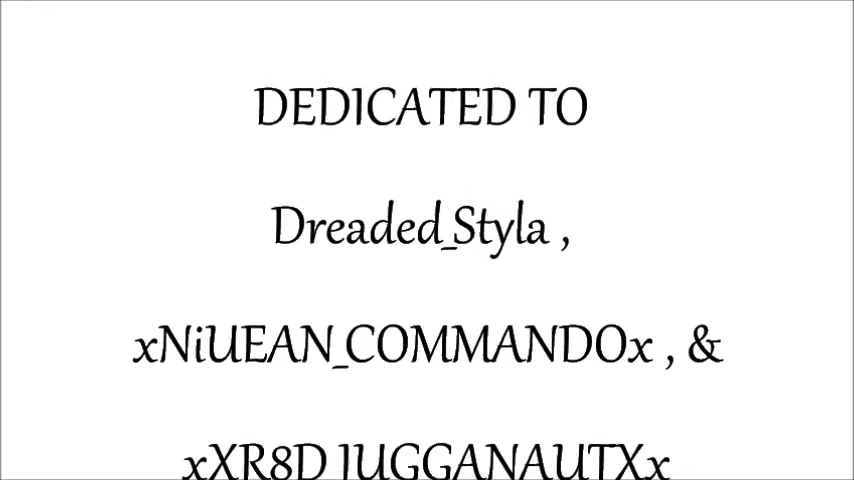 DEDICATED TO
Dreaded_Styla ,
xNiUEAN_COMMANDOx , &
xXR8D JUGGANAUTXx